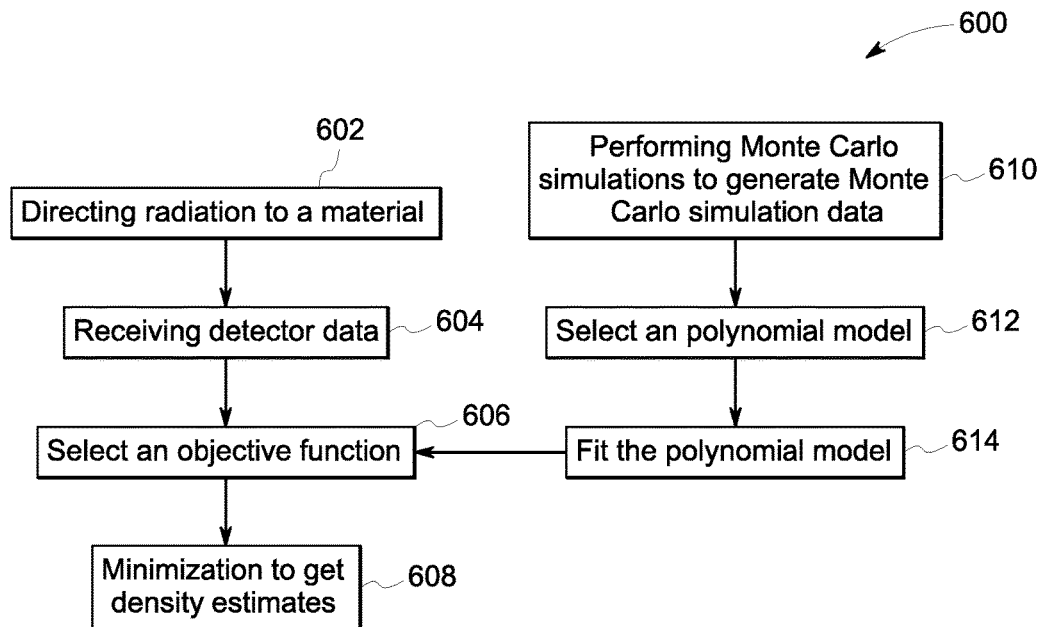 600
602
Directing radiation to a material
Receiving detector data
604
606
Select an objective function
Minimization to get
density estimates
608
Performing Monte Carlo
simulations to generate Monte
Carlo simulation data
610
Select an polynomial model
612
Fit the polynomial model
614